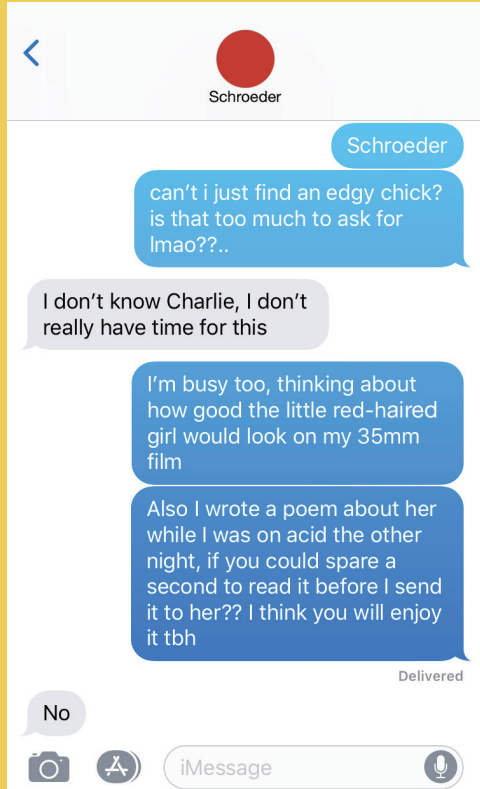 Schroeder
Schroeder
can't i just find an edgy chick?
is that too much to ask for
lmao??..
I don't know Charlie, I don't
really have time for this
I'm busy too, thinking about
how good the little red-haired
girl would look on my 35mm
film
Also I wrote a poem about her
while I was on acid the other
night, if you could spare a
second to read it before I send
it to her?? I think you will enjoy
it tbh
Delivered
No
iMessage